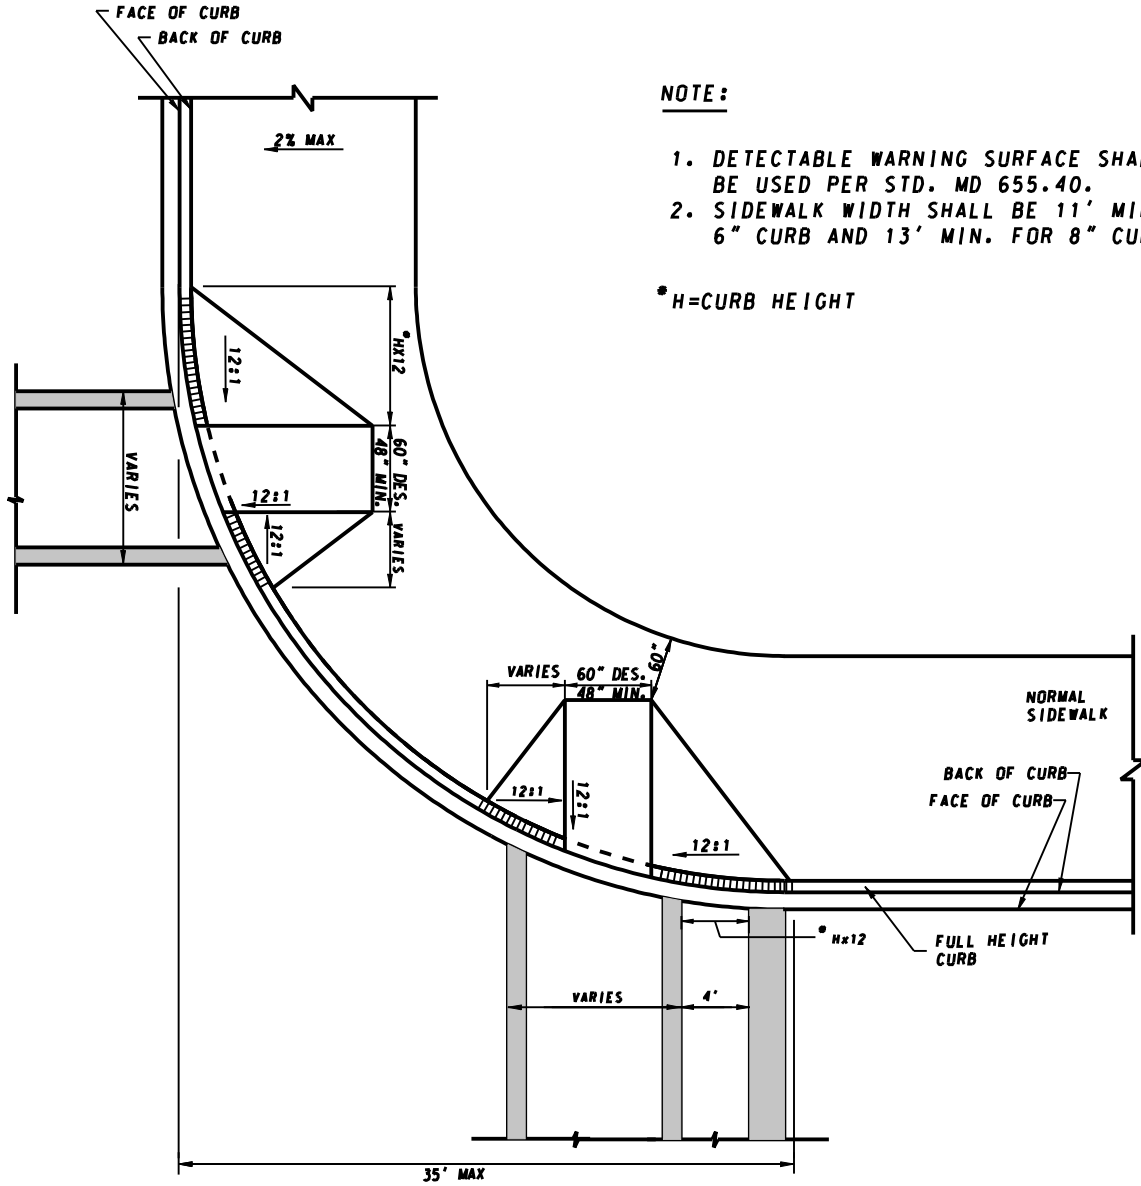 FACE OF CURB
BACK OF CURB
2% MAX
NOTE:
1. DETECTABLE WARNING SURFACE
BE USED PER STD. MD 655.40.
2. SIDEWALK WIDTH SHALL BE 11'
6" CURB AND 13' MIN. FOR 8"
*H=CURB HEIGHT
12:1
*HX12
60" DES.
48" MIN.
VARIES
12:1
12:1
VARIES
VARIES
60" DES.
48" MIN.
60"
NORMAL
SIDEWALK
12:1
12:1
12:1
BACK OF CURB
FACE OF CURB
*Hx12
FULL HEIGHT
CURB
VARIES
4'
35' MAX